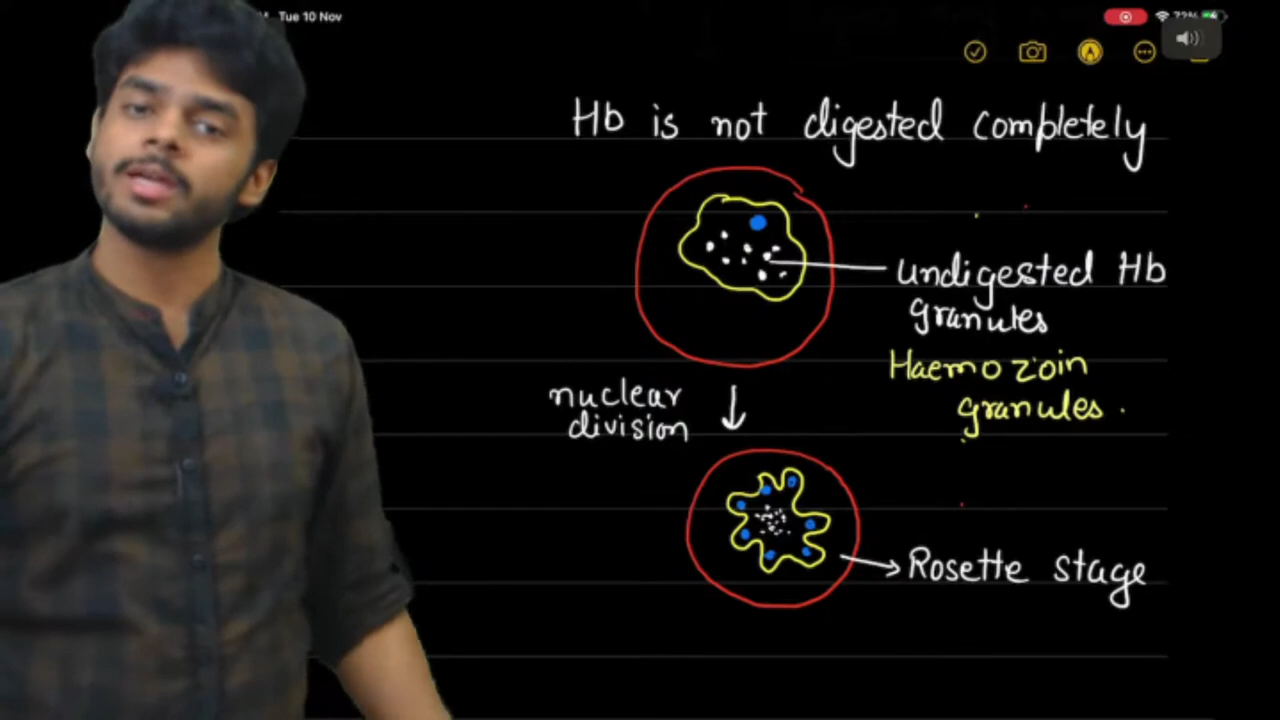 Tue 10 Nov
Hb is not digested completely
undigested Hb
granules
Haemozoin
granules.
nuclear
division
Rosette stage